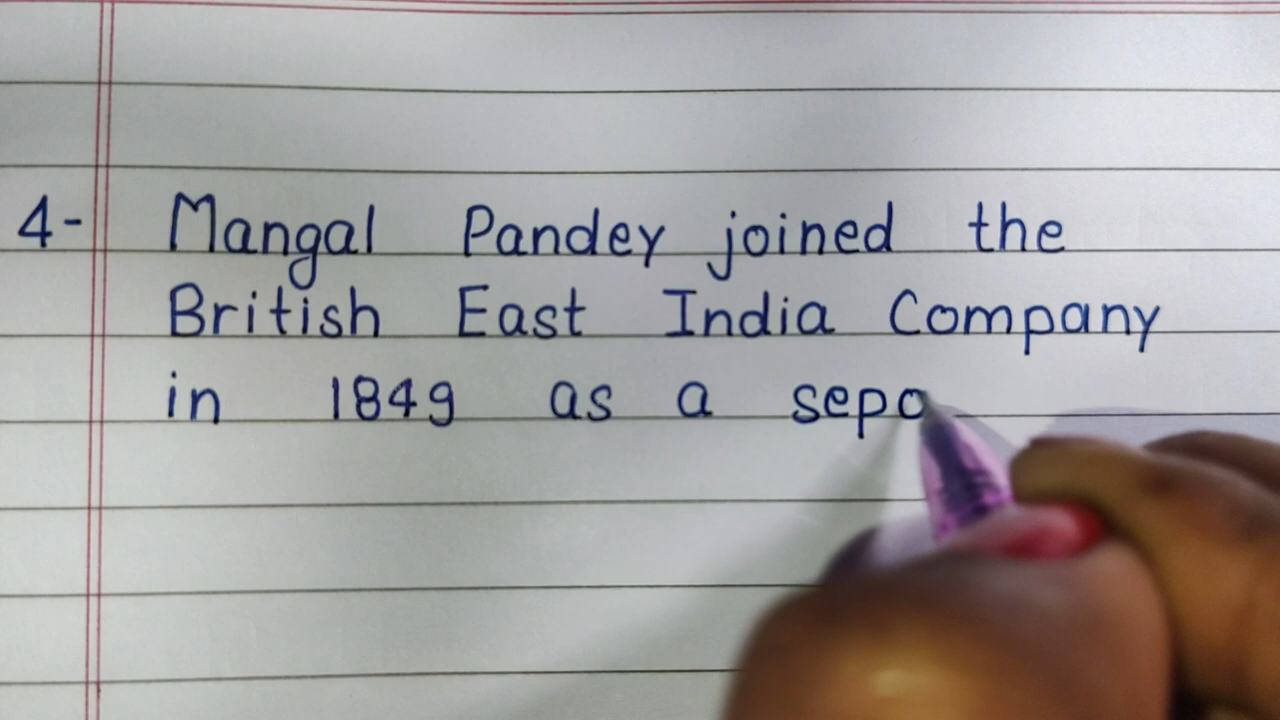 4- Mangal Pandey joined the
British East India Company
in 1849 as a sepo